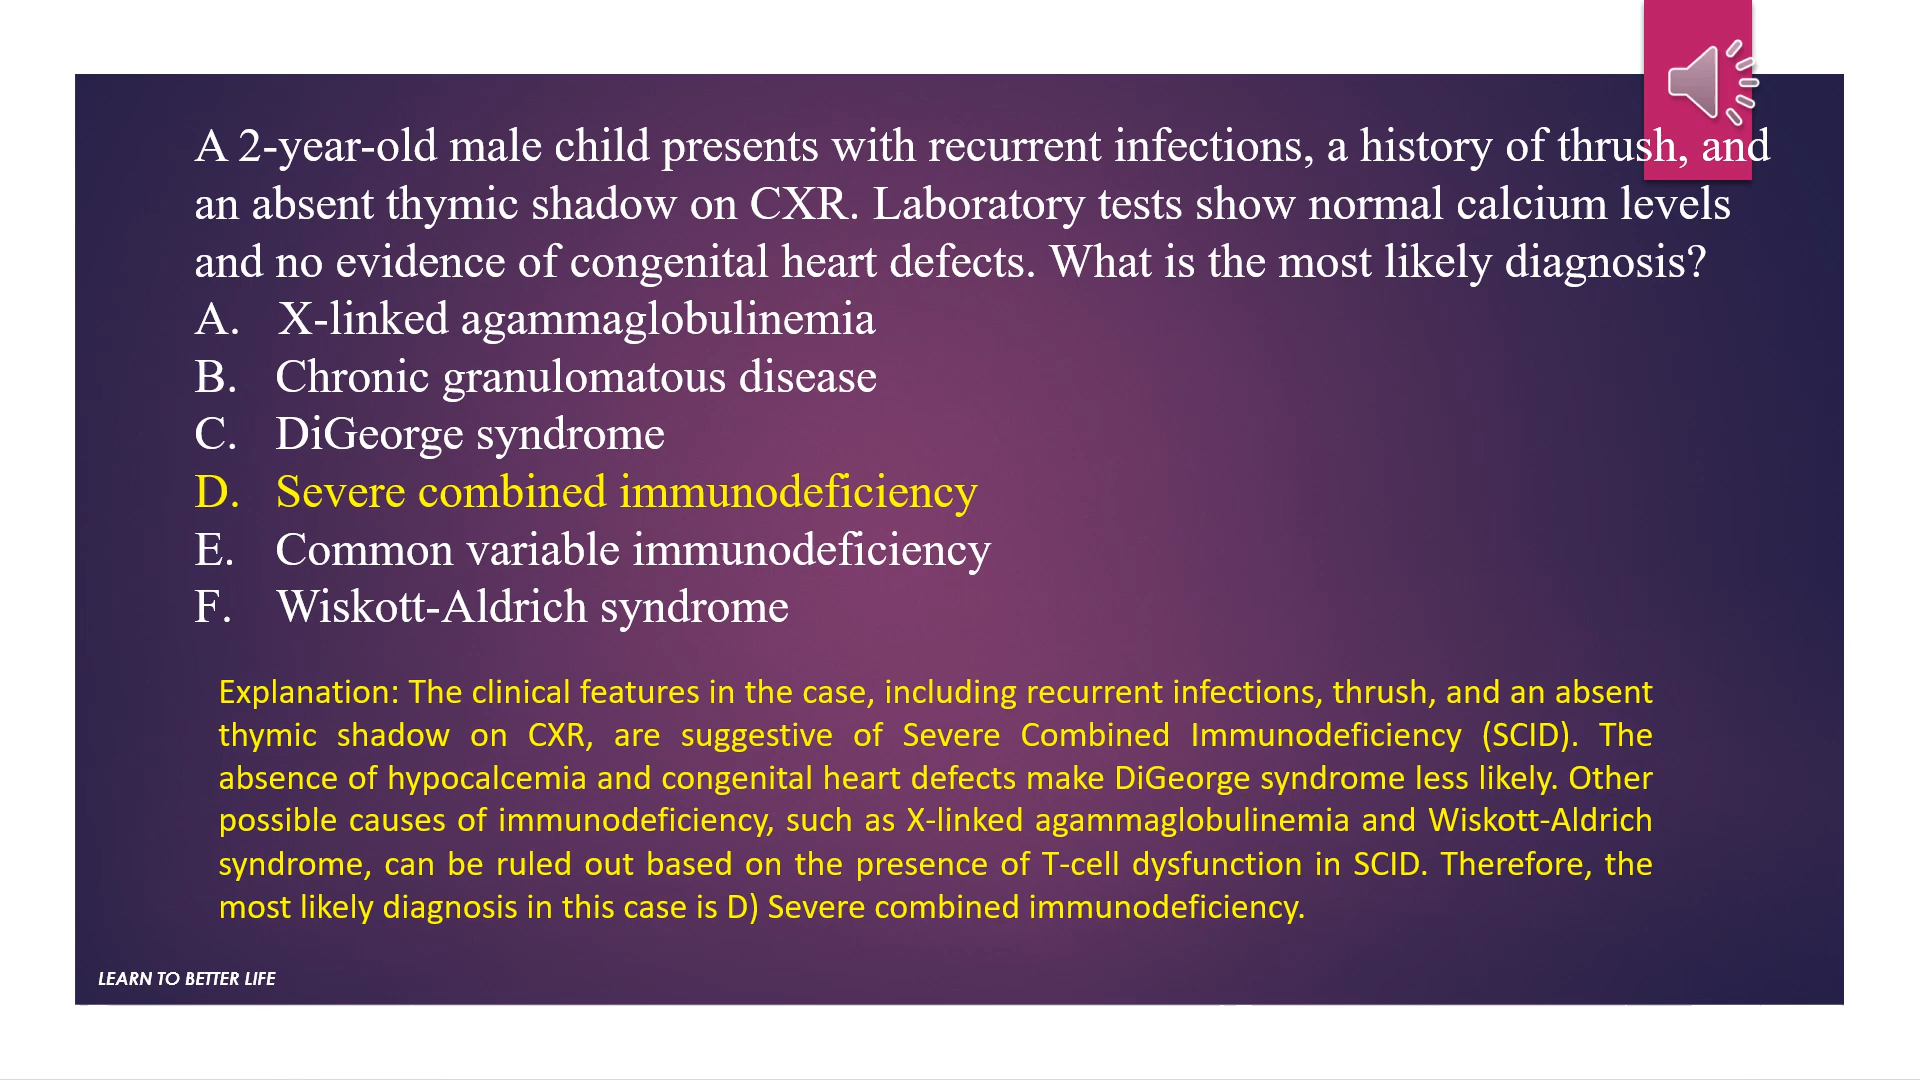 A 2-year-old male child presents with recurrent infections, a history of thrush, and
an absent thymic shadow on CXR. Laboratory tests show normal calcium levels
and no evidence of congenital heart defects. What is the most likely diagnosis?
A. X-linked agammaglobulinemia
B. Chronic granulomatous disease
C. DiGeorge syndrome
D. Severe combined immunodeficiency
E. Common variable immunodeficiency
F. Wiskott-Aldrich syndrome
Explanation: The clinical features in the case, including recurrent infections, thrush, and an absent
thymic shadow on CXR, are suggestive of Severe Combined Immunodeficiency (SCID). The
absence of hypocalcemia and congenital heart defects make DiGeorge syndrome less likely. Other
possible causes of immunodeficiency, such as X-linked agammaglobulinemia and Wiskott-Aldrich
syndrome, can be ruled out based on the presence of T-cell dysfunction in SCID. Therefore, the
most likely diagnosis in this case is D) Severe combined immunodeficiency.
LEARN TO BETTER LIFE